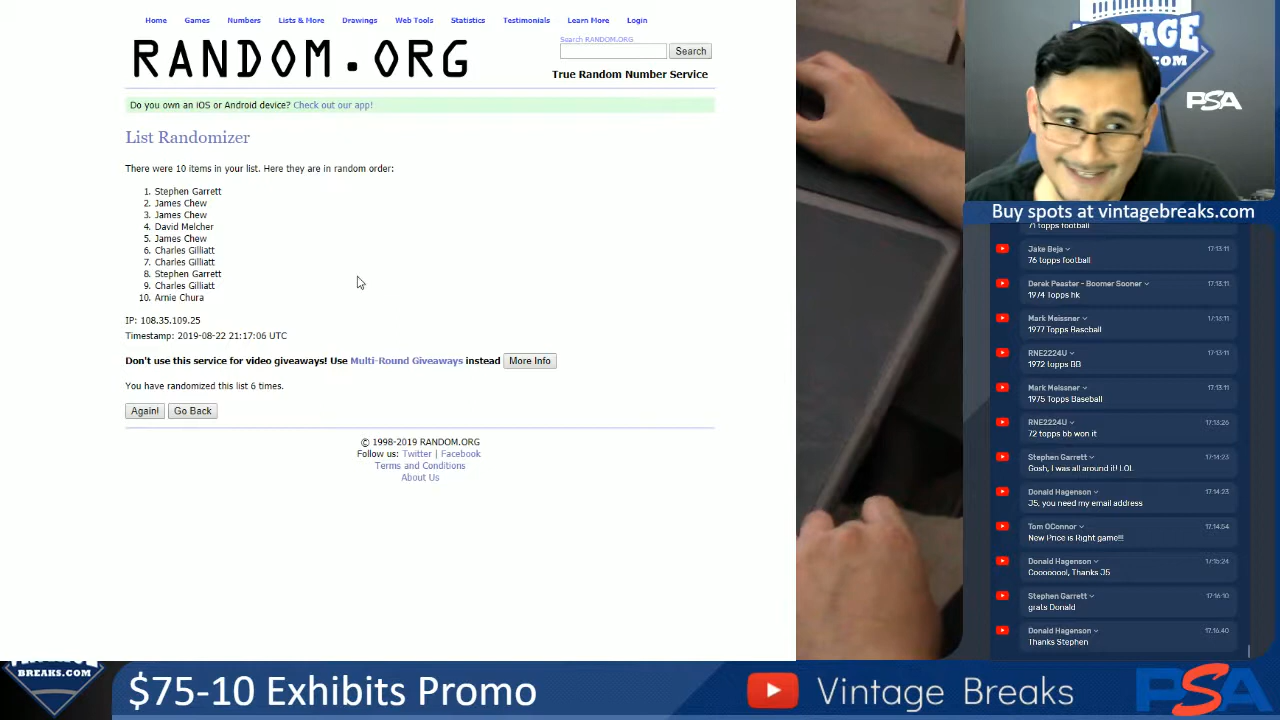 Home Games Numbers Lists & More Drawings Web Tools Statistics Testimonials Learn More Login
RANDOM.ORG
Search RANDOM.ORG
Search
True Random Number Service
Do you own an iOS or Android device? Check out our app!
List Randomizer
There were 10 items in your list. Here they are in random order:
1. Stephen Garrett
2. James Chew
3. James Chew
4. David Melcher
5. James Chew
6. Charles Gilliatt
7. Charles Gilliatt
8. Stephen Garrett
9. Charles Gilliatt
10. Arnie Chura
IP: 108.35.109.25
Timestamp: 2019-08-22 21:17:06 UTC
Don't use this service for video giveaways! Use Multi-Round Giveaways instead More Info
You have randomized this list 6 times.
Again! Go Back
© 1998-2019 RANDOM.ORG
Follow us: Twitter | Facebook
Terms and Conditions
About Us
PSA
Buy spots at vintagebreaks.com
71 topps football
Jake Beja 17:13:11
76 topps football
Derek Peaster - Boomer Sooner 17:13:11
1974 Topps hk
Mark Meissner 17:13:11
1977 Topps Baseball
RNE2224U 17:13:11
1972 topps BB
Mark Meissner 17:13:11
1975 Topps Baseball
RNE2224U 17:13:26
72 topps bb won it
Stephen Garrett 17:14:23
Gosh, I was all around it! LOL
Donald Hagenson 17:14:23
J5, you need my email address
Tom OConnor 17:14:54
New Price is Right game!!!
Donald Hagenson 17:15:24
Coooooool, Thanks J5
Stephen Garrett 17:16:10
grats Donald
Donald Hagenson 17:16:40
Thanks Stephen
BREAKS.COM
$75-10 Exhibits Promo
Vintage Breaks
PSA